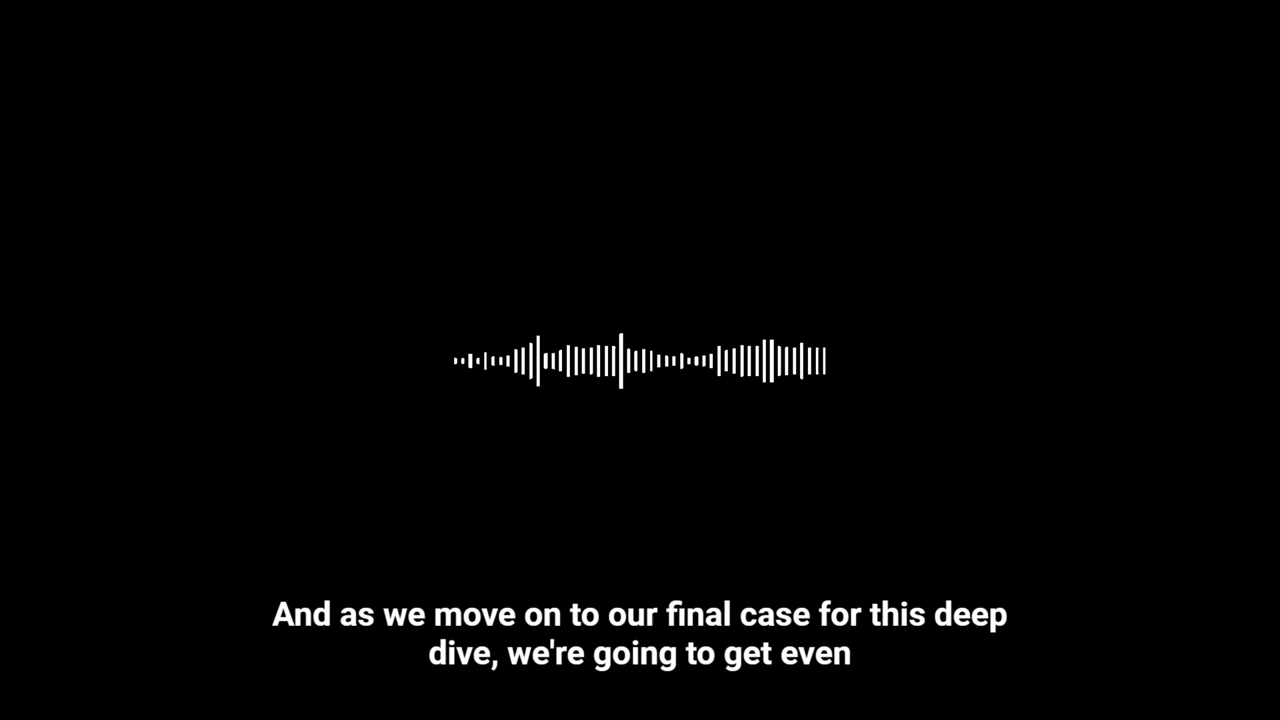 And as we move on to our final case for this deep
dive, we're going to get even